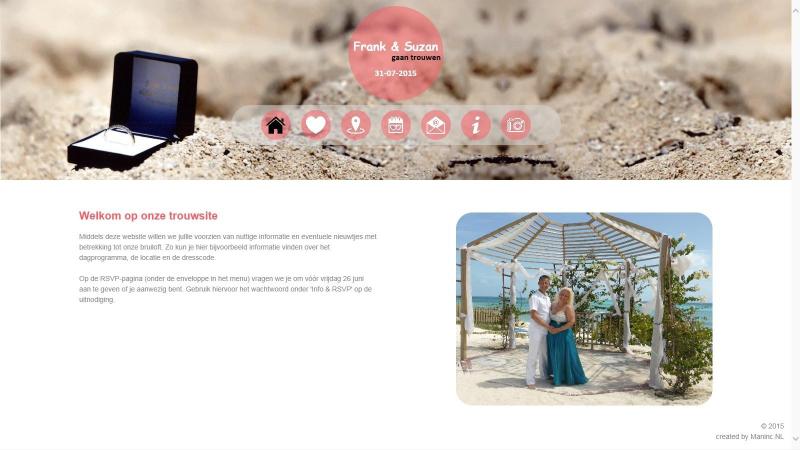 Frank & Suzan
gaan trouwen
31-07-2015
Welkom op onze trouwsite
Middels deze website willen we jullie voorzien van nuttige informatie en eventuele nieuwtjes met
betrekking tot onze bruiloft. Zo kun je hier bijvoorbeeld informatie vinden over het
dagprogramma, de locatie en de dresscode.
Op de RSVP-pagina (onder de enveloppe in het menu) vragen we je om vóór vrijdag 26 juni
aan te geven of je aanwezig bent. Gebruik hiervoor het wachtwoord onder 'Info & RSVP' op de
uitnodiging.
© 2015
created by Maninc.NL